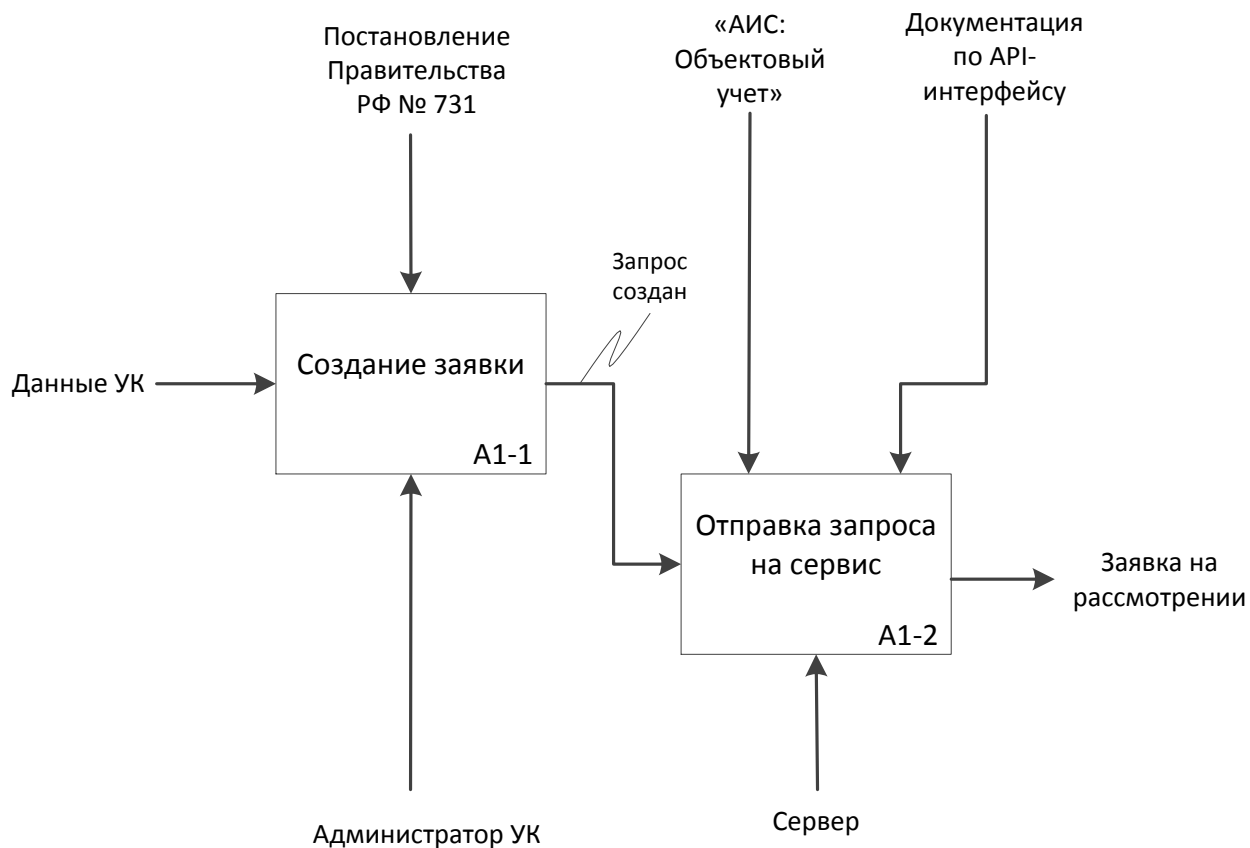 Постановление
Правительства
РФ № 731
«АИС:
Объектовый
учет»
Документация
по API-
интерфейсу
Запрос
создан
Данные УК
Создание заявки
А1-1
Отправка запроса
на сервис
А1-2
Заявка на
рассмотрении
Администратор УК
Сервер